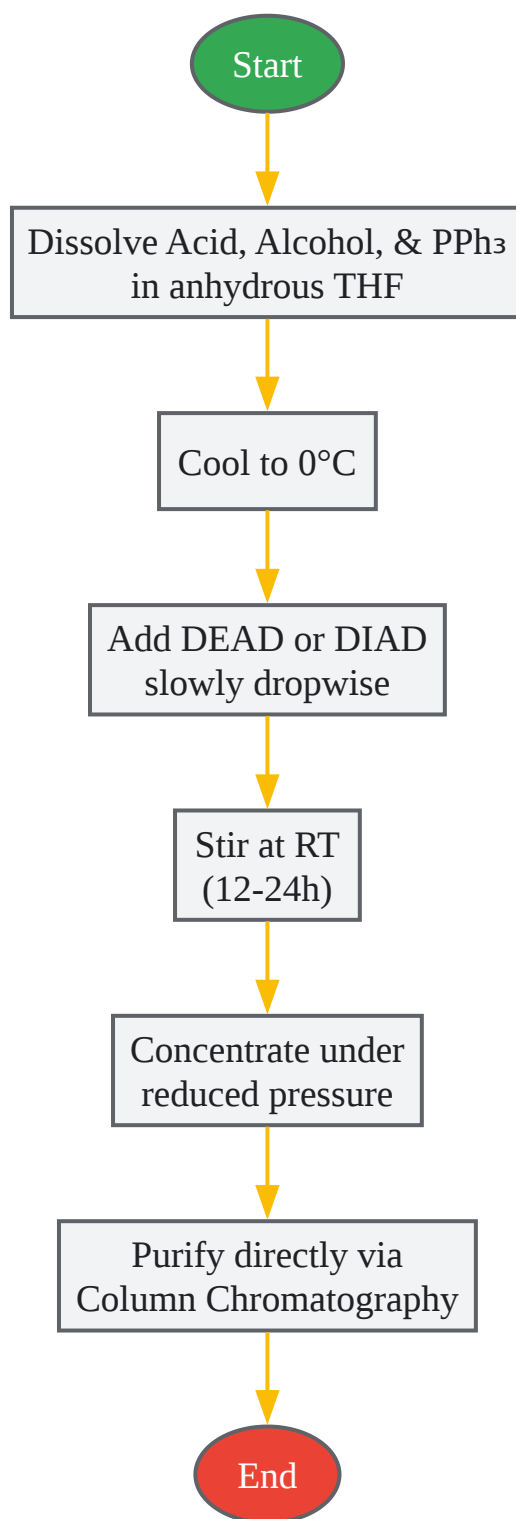 Start
Dissolve Acid, Alcohol, & PPh₃
in anhydrous THF
Cool to 0°C
Add DEAD or DIAD
slowly dropwise
Stir at RT
(12-24h)
Concentrate under
reduced pressure
Purify directly via
Column Chromatography
End